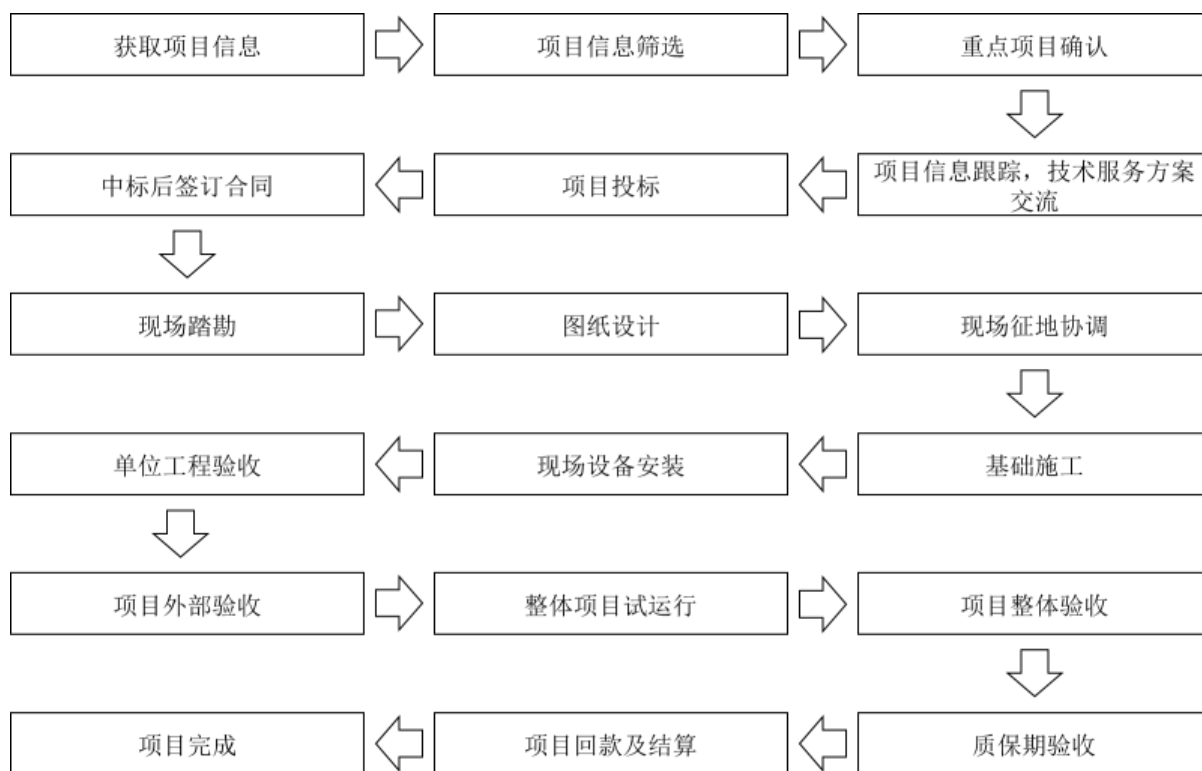 获取项目信息
项目信息筛选
重点项目确认
项目信息跟踪，技术服务方案
交流
项目投标
中标后签订合同
现场踏勘
图纸设计
现场征地协调
基础施工
现场设备安装
单位工程验收
项目外部验收
整体项目试运行
项目整体验收
质保期验收
项目回款及结算
项目完成